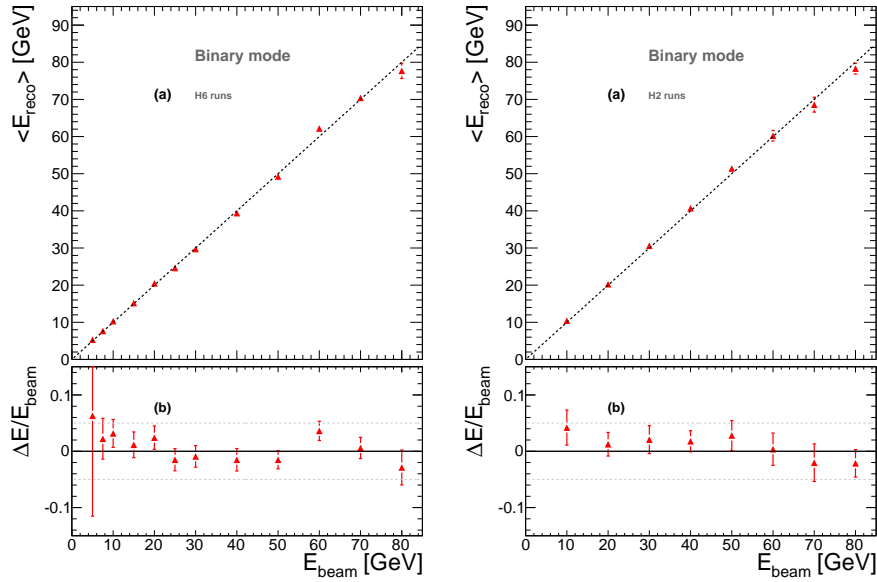 <E_reco> [GeV]
90
80
70
60
50
40
30
20
10
0
Binary mode
(a) H6 runs
ΔE/E_beam
0.1
0
-0.1
(b)
0 10 20 30 40 50 60 70 80
E_beam [GeV]
<E_reco> [GeV]
90
80
70
60
50
40
30
20
10
0
Binary mode
(a) H2 runs
ΔE/E_beam
0.1
0
-0.1
(b)
0 10 20 30 40 50 60 70 80
E_beam [GeV]